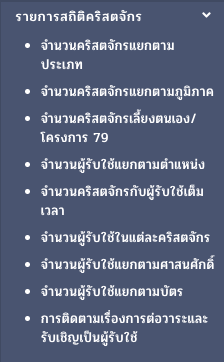 รายการสถิติคริสตจักร
จำนวนคริสตจักรแยกตาม
ประเภท
จำนวนคริสตจักรแยกตามภูมิภาค
จำนวนคริสตจักรเลี้ยงตนเอง/
โครงการ 79
จำนวนผู้รับใช้แยกตามตำแหน่ง
จำนวนคริสตจักรกับผู้รับใช้เต็ม
เวลา
จำนวนผู้รับใช้ในแต่ละคริสตจักร
จำนวนผู้รับใช้แยกตามศาสนศักดิ์
จำนวนผู้รับใช้แยกตามบัตร
การติดตามเรื่องการต่อวาระและ
รับเชิญเป็นผู้รับใช้